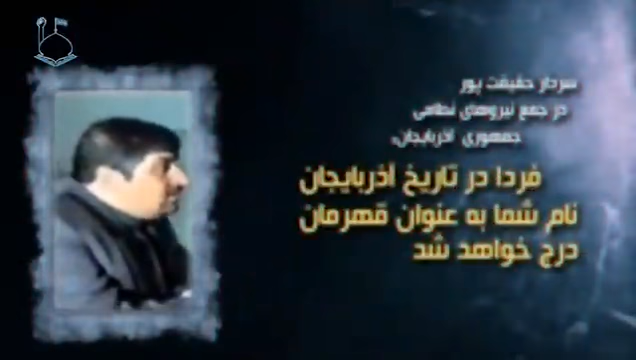 سردار حقیقت پور
در جمع نیروهای نظامی
جمهوری آذربایجان:
فردا در تاریخ آذربایجان
نام شما به عنوان قهرمان
درج خواهد شد